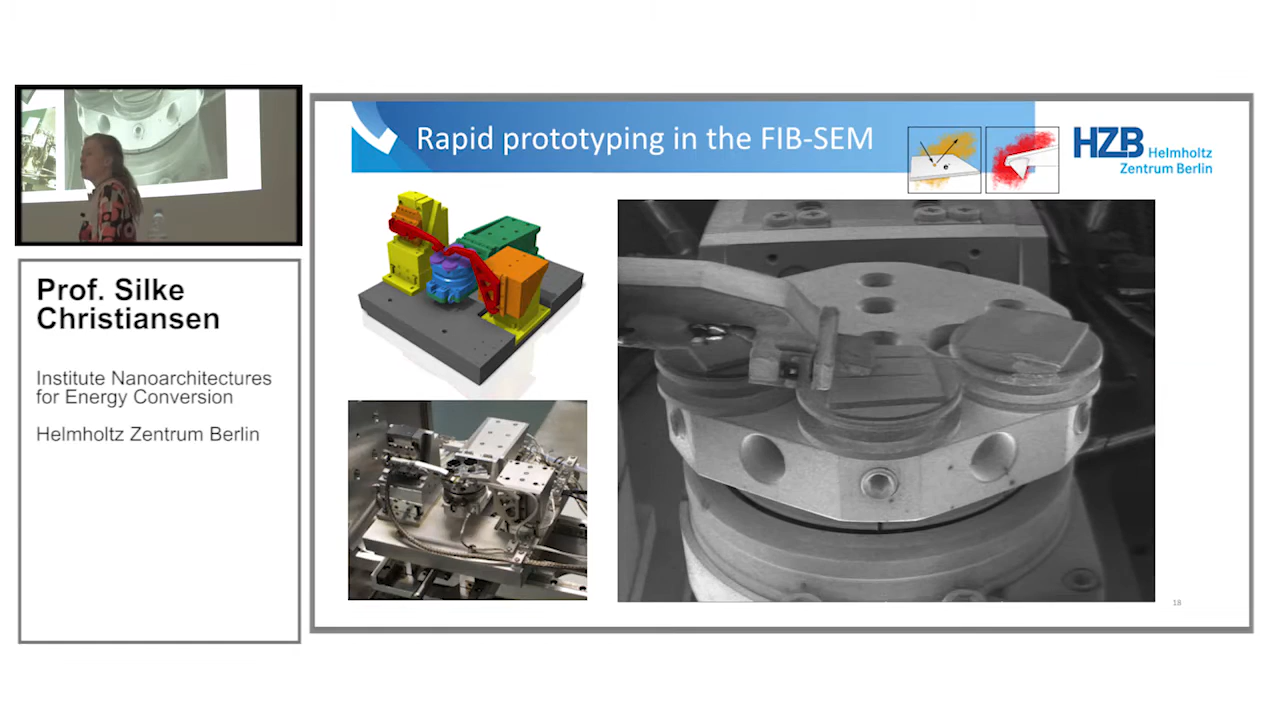 Rapid prototyping in the FIB-SEM
HZB Helmholtz
Zentrum Berlin
Prof. Silke
Christiansen
Institute Nanoarchitectures
for Energy Conversion
Helmholtz Zentrum Berlin
18